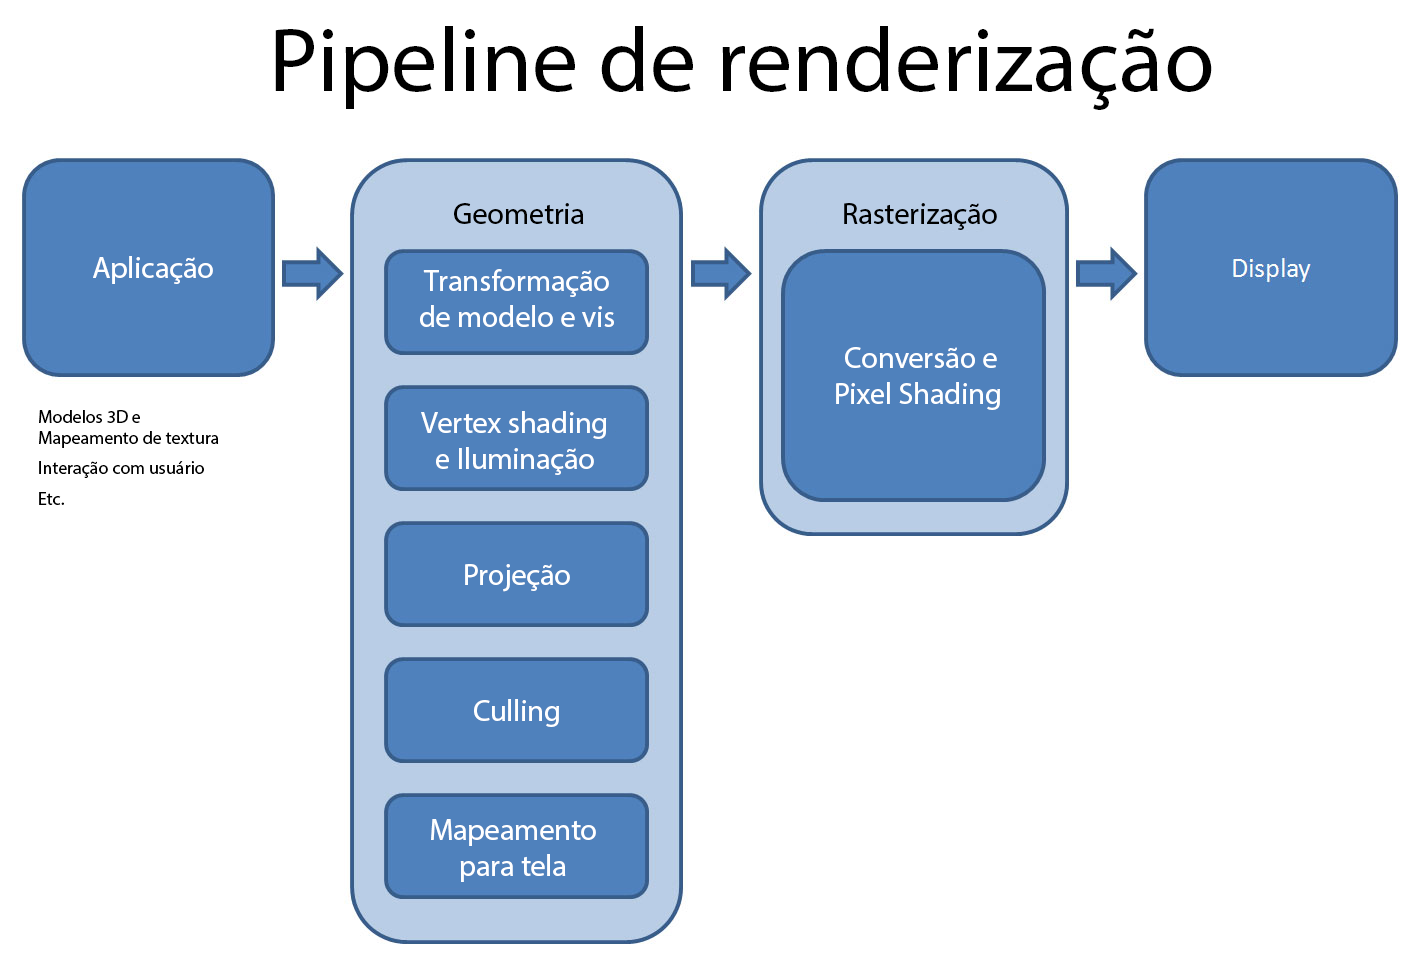 Pipeline de renderização
Aplicação
Modelos 3D e
Mapeamento de textura
Interação com usuário
Etc.
Geometria
Transformação
de modelo e vis
Vertex shading
e Iluminação
Projeção
Culling
Mapeamento
para tela
Rasterização
Conversão e
Pixel Shading
Display